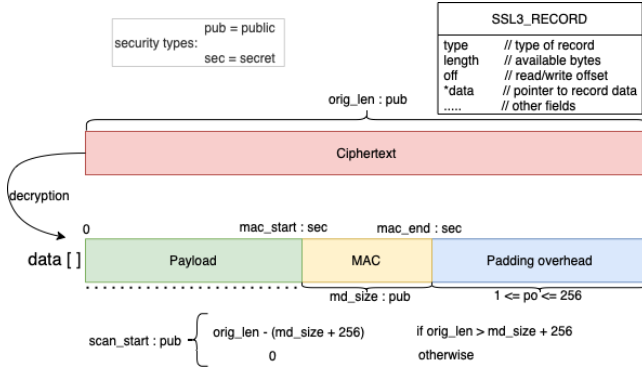 pub = public
security types:
sec = secret
SSL3_RECORD
type // type of record
length // available bytes
off // read/write offset
*data // pointer to record data
..... // other fields
orig_len : pub
Ciphertext
decryption
0 mac_start : sec mac_end : sec
data [ ] Payload MAC Padding overhead
md_size : pub 1 <= po <= 256
orig_len - (md_size + 256) if orig_len > md_size + 256
scan_start : pub
0 otherwise